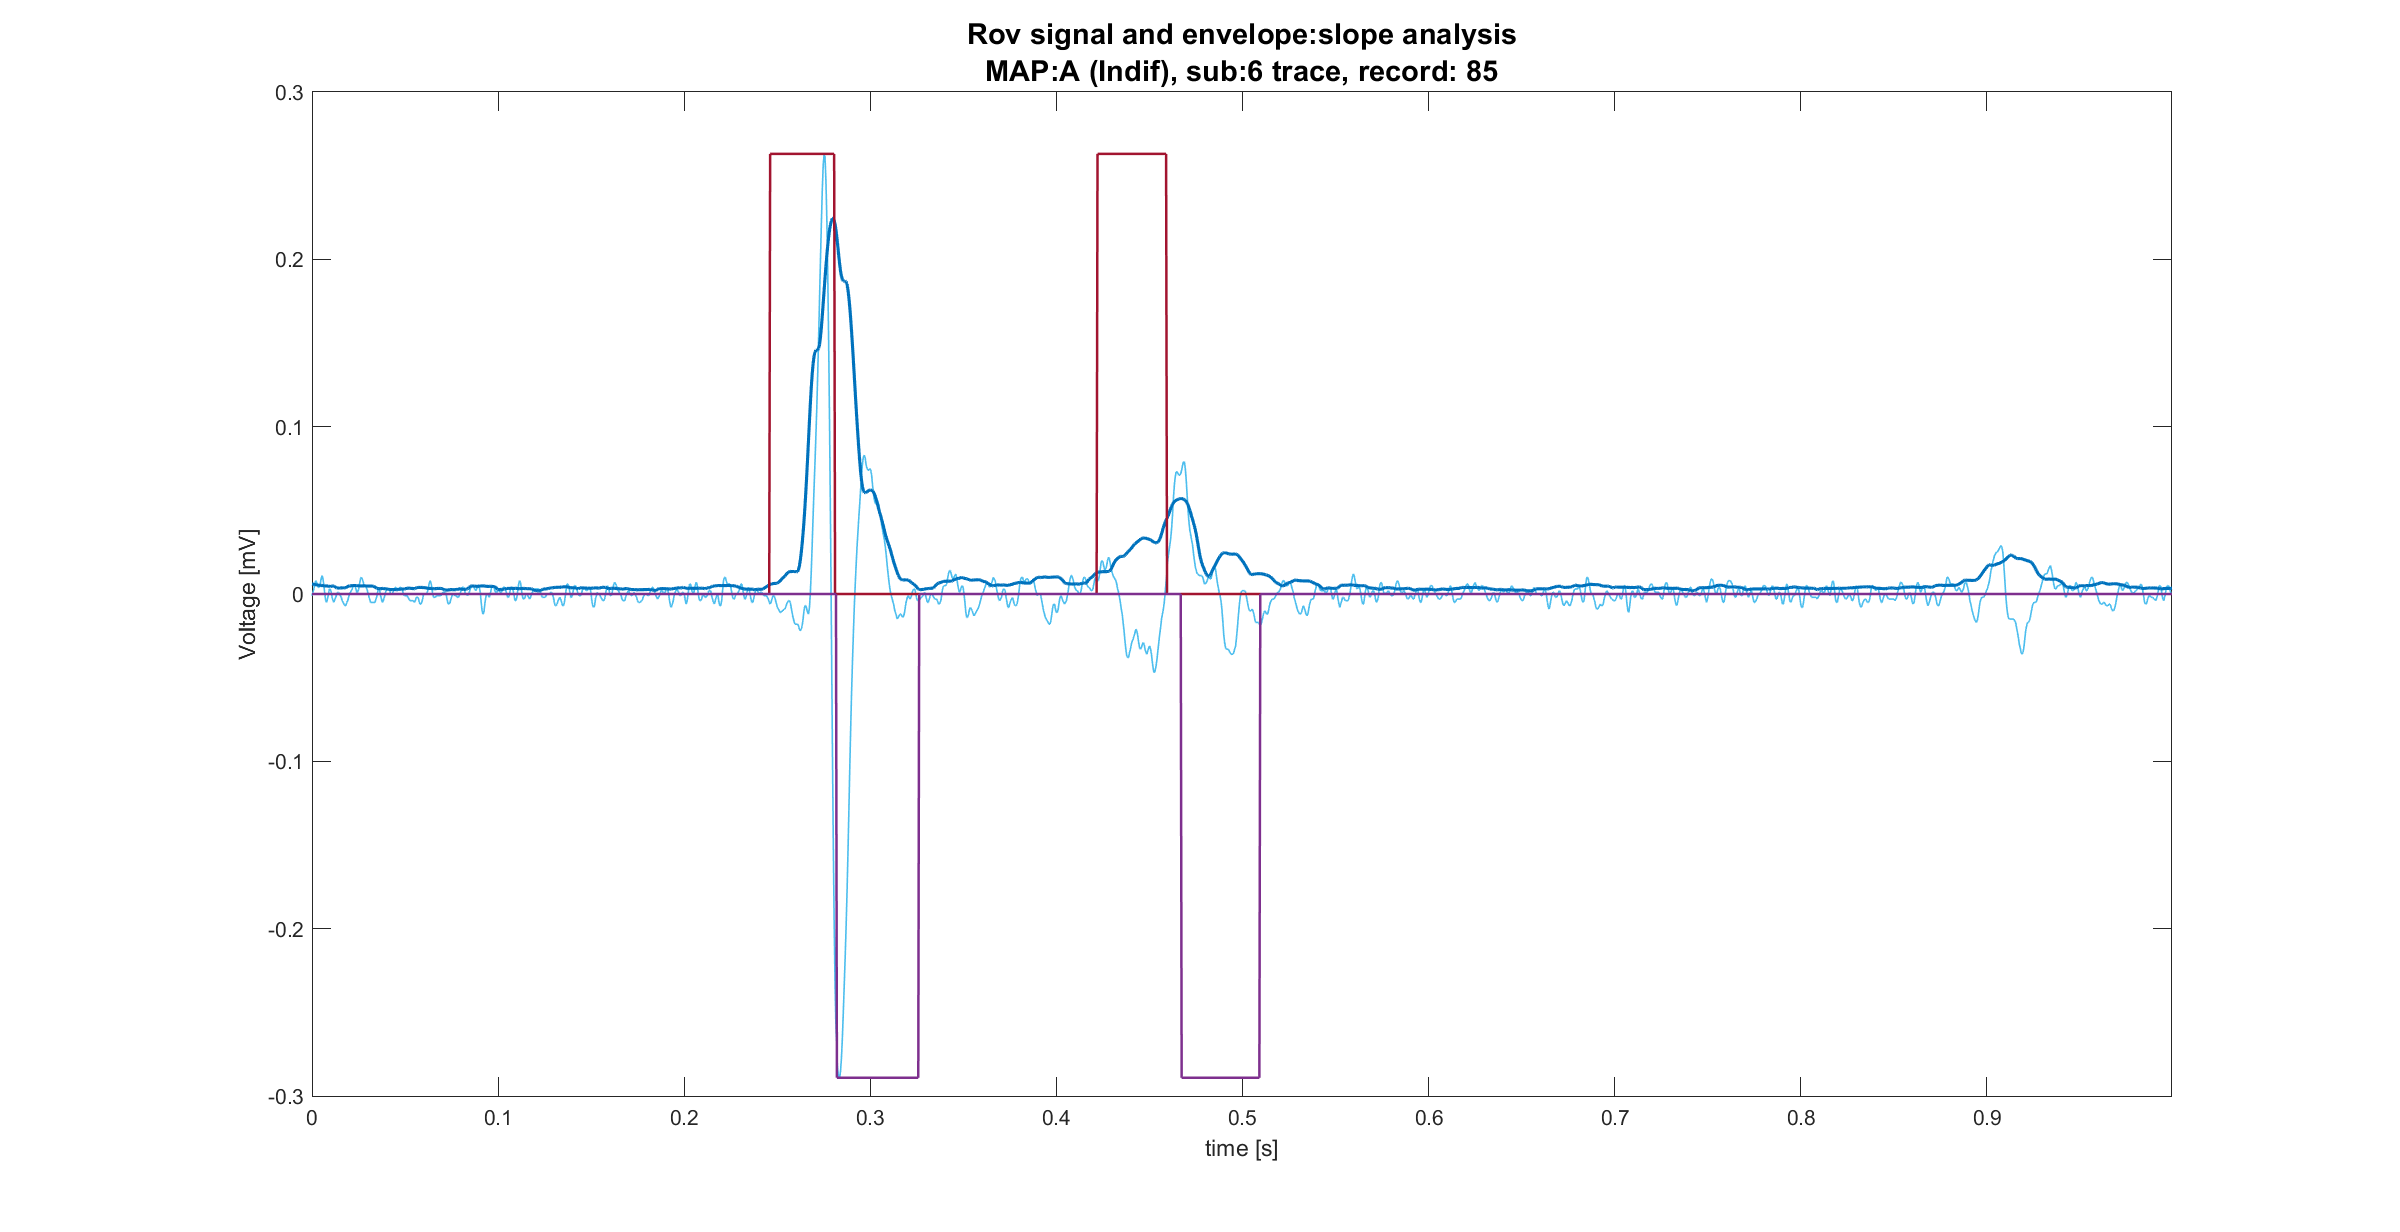 Rov signal and envelope:slope analysis
MAP:A (Indif), sub:6 trace, record: 85
0.3
0.2
0.1
0
-0.1
-0.2
-0.3
Voltage [mV]
0 0.1 0.2 0.3 0.4 0.5 0.6 0.7 0.8 0.9
time [s]